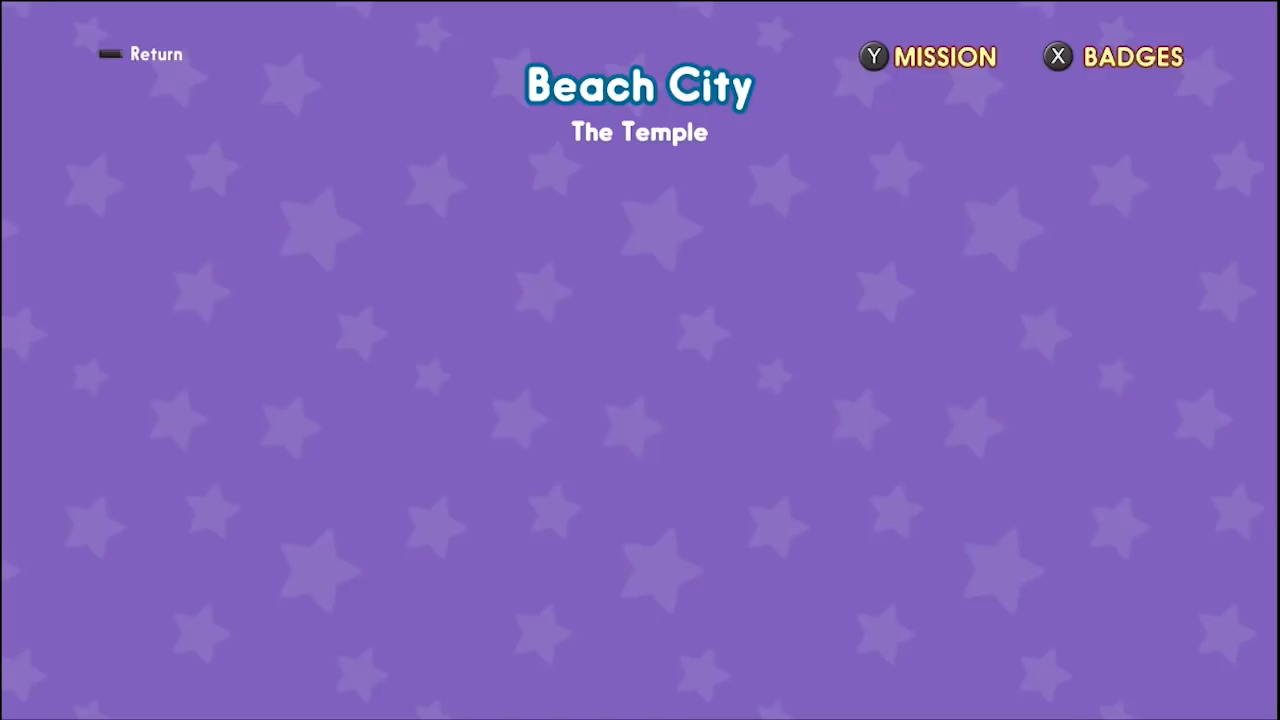 Return
Y MISSION
X BADGES
Beach City
The Temple